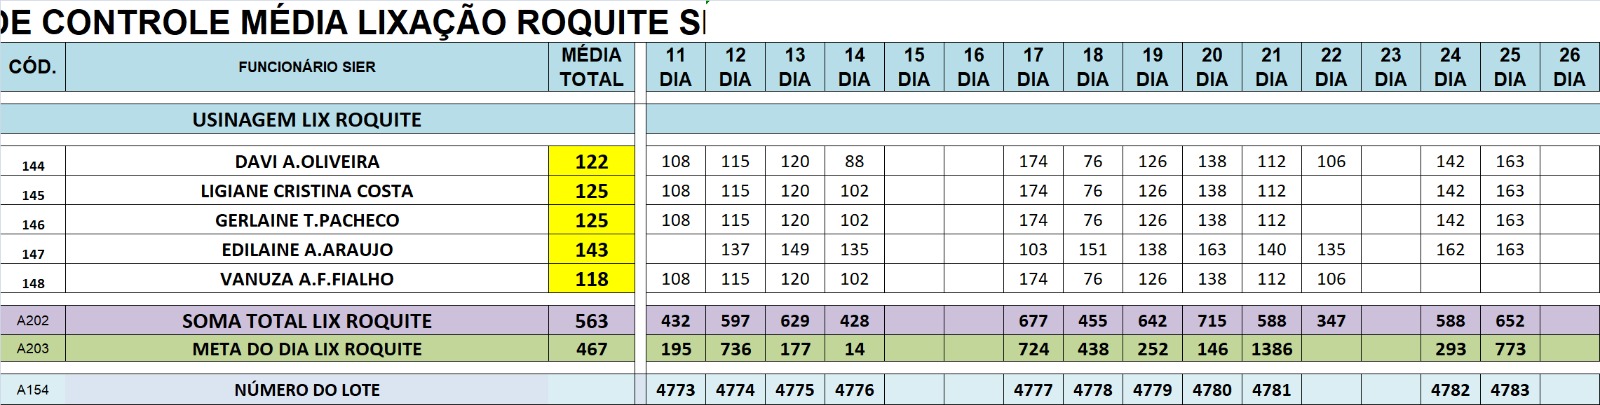 DE CONTROLE MÉDIA LIXAÇÃO ROQUITE SI
CÓD. FUNCIONÁRIO SIER MÉDIA TOTAL 11 DIA 12 DIA 13 DIA 14 DIA 15 DIA 16 DIA 17 DIA 18 DIA 19 DIA 20 DIA 21 DIA 22 DIA 23 DIA 24 DIA 25 DIA 26 DIA
USINAGEM LIX ROQUITE
144 DAVI A.OLIVEIRA 122 108 115 120 88 174 76 126 138 112 106 142 163
145 LIGIANE CRISTINA COSTA 125 108 115 120 102 174 76 126 138 112 142 163
146 GERLAINE T.PACHECO 125 108 115 120 102 174 76 126 138 112 142 163
147 EDILAINE A.ARAUJO 143 137 149 135 103 151 138 163 140 135 162 163
148 VANUZA A.F.FIALHO 118 108 115 120 102 174 76 126 138 112 106
A202 SOMA TOTAL LIX ROQUITE 563 432 597 629 428 677 455 642 715 588 347 588 652
A203 META DO DIA LIX ROQUITE 467 195 736 177 14 724 438 252 146 1386 293 773
A154 NÚMERO DO LOTE 4773 4774 4775 4776 4777 4778 4779 4780 4781 4782 4783